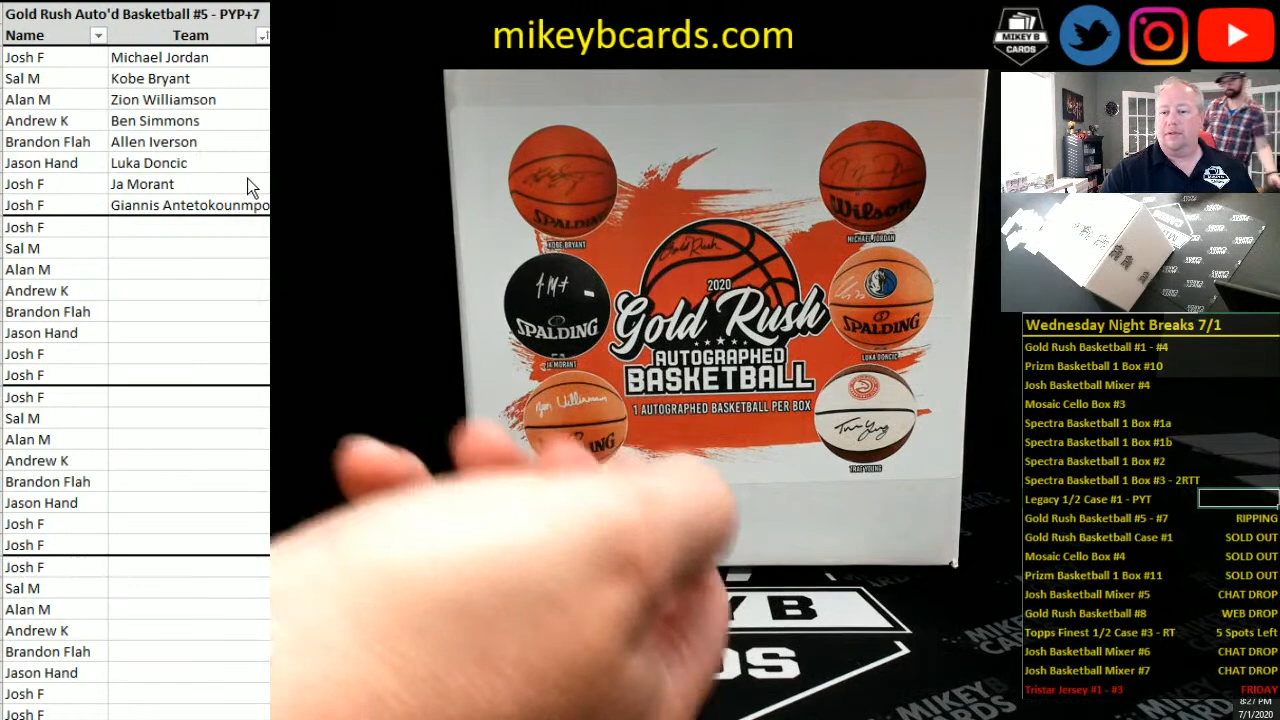 Gold Rush Auto'd Basketball #5 - PYP+7
Name Team
Josh F Michael Jordan
Sal M Kobe Bryant
Alan M Zion Williamson
Andrew K Ben Simmons
Brandon Flah Allen Iverson
Jason Hand Luka Doncic
Josh F Ja Morant
Josh F Giannis Antetokounmpo
Josh F
Sal M
Alan M
Andrew K
Brandon Flah
Jason Hand
Josh F
Josh F
Josh F
Sal M
Alan M
Andrew K
Brandon Flah
Jason Hand
Josh F
Josh F
Josh F
Sal M
Alan M
Andrew K
Brandon Flah
Jason Hand
Josh F
Josh F
mikeybcards.com
MIKEY B
CARDS
SPALDING
KOBE BRYANT
Wilson
MICHAEL JORDAN
SPALDING
JA MORANT
SPALDING
LUKA DONCIC
Gold Rush
2020
Gold Rush
AUTOGRAPHED
BASKETBALL
1 AUTOGRAPHED BASKETBALL PER BOX
TRAE YOUNG
Wednesday Night Breaks 7/1
Gold Rush Basketball #1 - #4
Prizm Basketball 1 Box #10
Josh Basketball Mixer #4
Mosaic Cello Box #3
Spectra Basketball 1 Box #1a
Spectra Basketball 1 Box #1b
Spectra Basketball 1 Box #2
Spectra Basketball 1 Box #3 - 2RTT
Legacy 1/2 Case #1 - PYT
Gold Rush Basketball #5 - #7 RIPPING
Gold Rush Basketball Case #1 SOLD OUT
Mosaic Cello Box #4 SOLD OUT
Prizm Basketball 1 Box #11 SOLD OUT
Josh Basketball Mixer #5 CHAT DROP
Gold Rush Basketball #8 WEB DROP
Topps Finest 1/2 Case #3 - RT 5 Spots Left
Josh Basketball Mixer #6 CHAT DROP
Josh Basketball Mixer #7 CHAT DROP
Tristar Jersey #1 - #3 FRIDAY
8:27 PM
7/1/2020